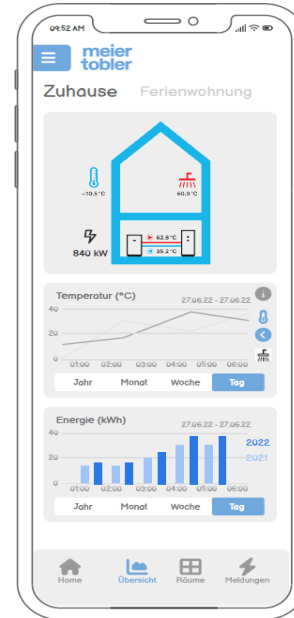 09:52 AM
meier
tobler
Zuhause Ferienwohnung
-10.5°C
60.9°C
840 kW
62.8°C
35.2°C
Temperatur (°C)
27.06.22 - 27.06.22
40
20
0
01:00 02:00 03:00 04:00 05:00 06:00
Jahr Monat Woche Tag
Energie (kWh)
27.06.22 - 27.06.22
40
2022
20
2021
0
01:00 02:00 03:00 04:00 05:00 06:00
Jahr Monat Woche Tag
Home Übersicht Räume Meldungen